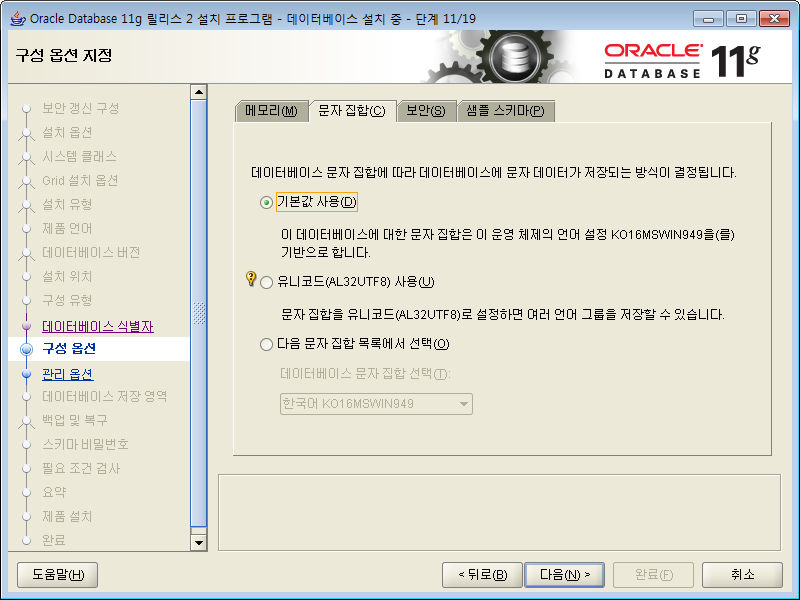 Oracle Database 11g 릴리스 2 설치 프로그램 - 데이터베이스 설치 중 - 단계 11/19
구성 옵션 지정
ORACLE
DATABASE 11g
보안 갱신 구성
설치 옵션
시스템 클래스
Grid 설치 옵션
설치 유형
제품 언어
데이터베이스 버전
설치 위치
구성 유형
데이터베이스 식별자
구성 옵션
관리 옵션
데이터베이스 저장 영역
백업 및 복구
스키마 비밀번호
필요 조건 검사
요약
제품 설치
완료
메모리(M) 문자 집합(C) 보안(S) 샘플 스키마(P)
데이터베이스 문자 집합에 따라 데이터베이스에 문자 데이터가 저장되는 방식이 결정됩니다.
기본값 사용(D)
이 데이터베이스에 대한 문자 집합은 이 운영 체제의 언어 설정 KO16MSWIN949을(를)
기반으로 합니다.
유니코드(AL32UTF8) 사용(U)
문자 집합을 유니코드(AL32UTF8)로 설정하면 여러 언어 그룹을 저장할 수 있습니다.
다음 문자 집합 목록에서 선택(O)
데이터베이스 문자 집합 선택(T):
한국어 KO16MSWIN949
도움말(H) < 뒤로(B) 다음(N) > 완료(F) 취소